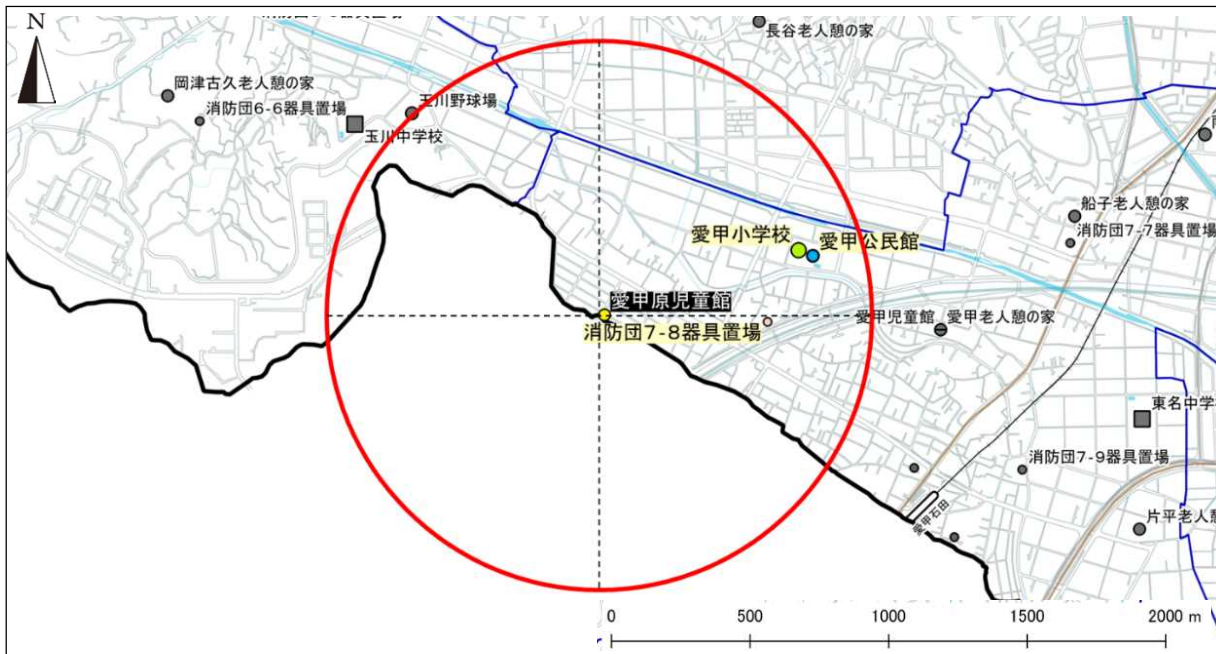 N
長谷老人憩の家
岡津古久老人憩の家
消防団6-6器具置場
玉川野球場
玉川中学校
船子老人憩の家
消防団7-7器具置場
愛甲小学校
愛甲公民館
愛甲原児童館
消防団7-8器具置場
愛甲児童館
愛甲老人憩の家
東名中学校
消防団7-9器具置場
愛甲石田
片平老人憩
0 500 1000 1500 2000 m